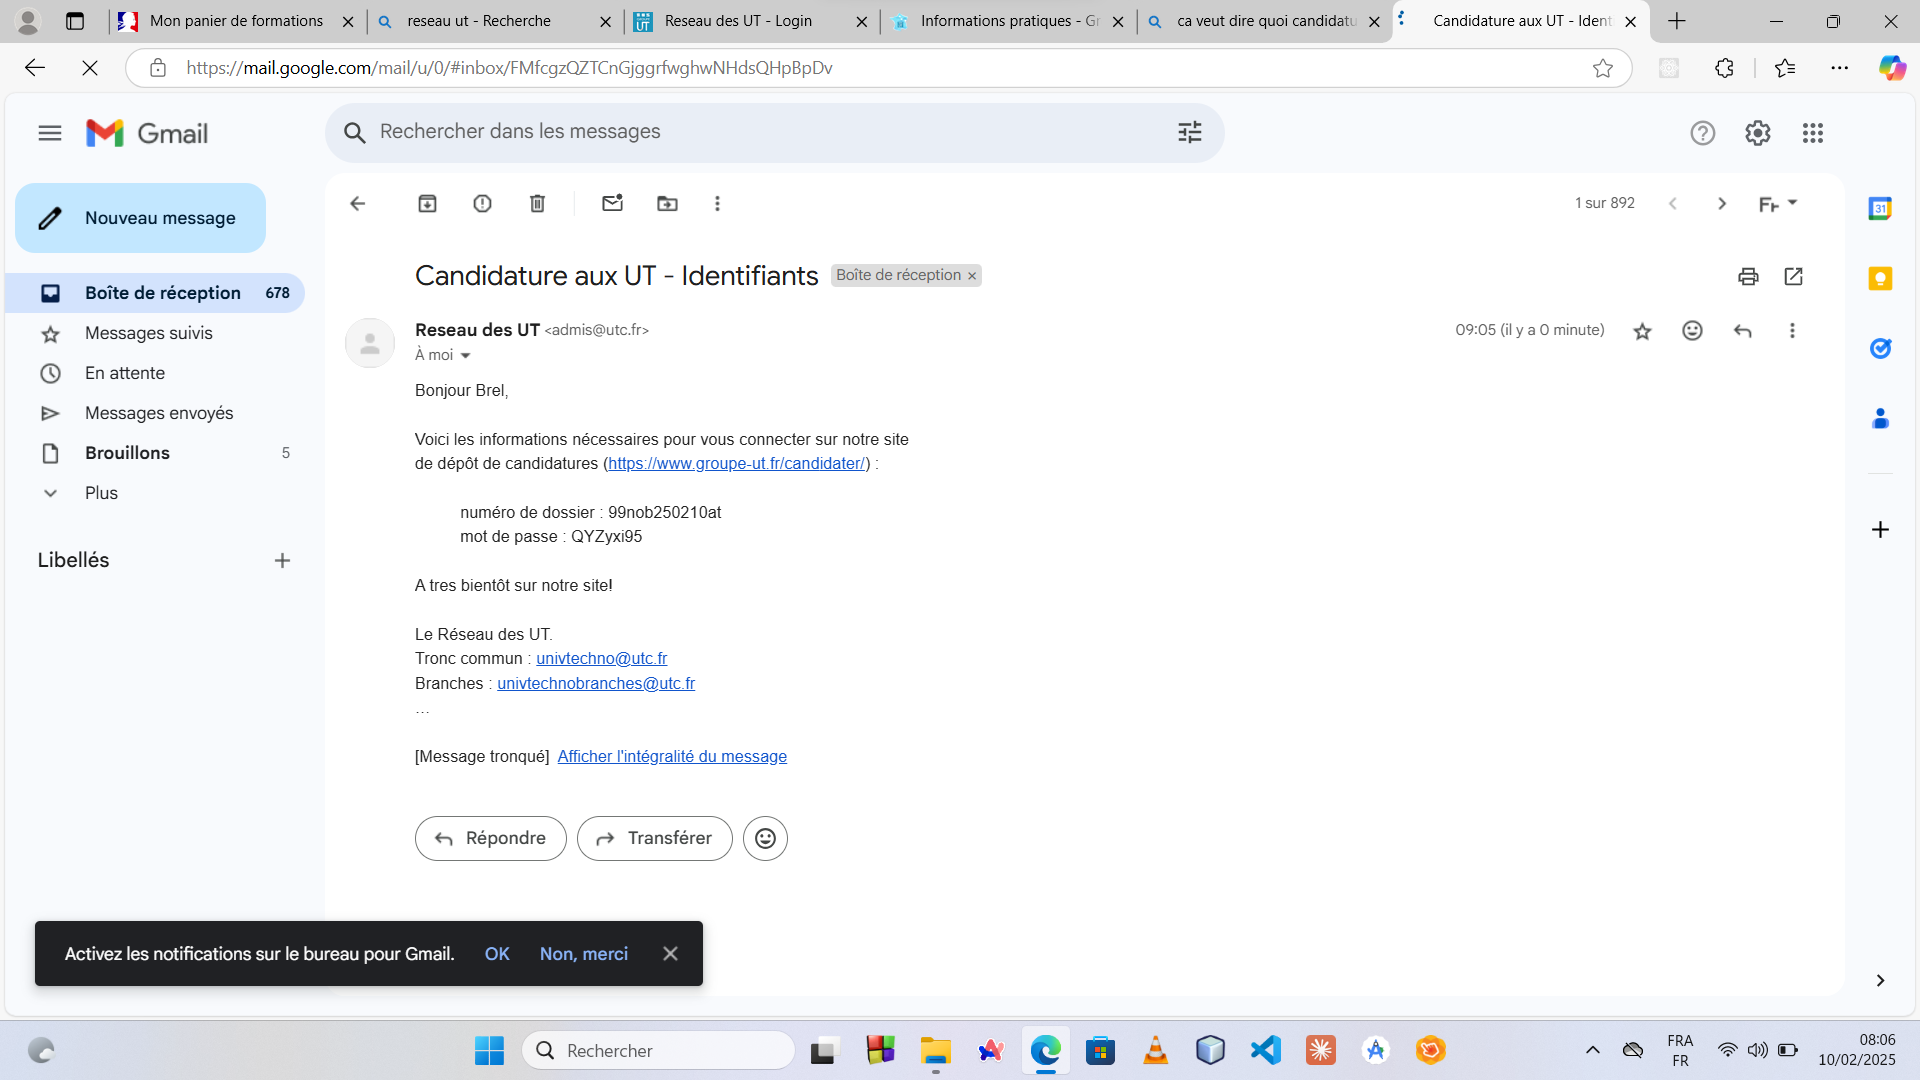 Mon panier de formations
reseau ut - Recherche
Reseau des UT - Login
Informations pratiques - Gr
ca veut dire quoi candidatu
Candidature aux UT - Ident
https://mail.google.com/mail/u/0/#inbox/FMfcgzQZTCnGjggrfwghwNHdsQHpBpDv
Gmail
Rechercher dans les messages
Nouveau message
1 sur 892
Fr
31
Boîte de réception 678
Messages suivis
En attente
Messages envoyés
Brouillons 5
Plus
Libellés
Candidature aux UT - Identifiants
Boîte de réception
Reseau des UT <admis@utc.fr>
09:05 (il y a 0 minute)
À moi
Bonjour Brel,
Voici les informations nécessaires pour vous connecter sur notre site
de dépôt de candidatures (https://www.groupe-ut.fr/candidater/) :
numéro de dossier : 99nob250210at
mot de passe : QYZyxi95
A tres bientôt sur notre site!
Le Réseau des UT.
Tronc commun : univtechno@utc.fr
Branches : univtechnobranches@utc.fr
...
[Message tronqué] Afficher l'intégralité du message
Répondre
Transférer
Activez les notifications sur le bureau pour Gmail. OK Non, merci
Rechercher
FRA
FR
08:06
10/02/2025